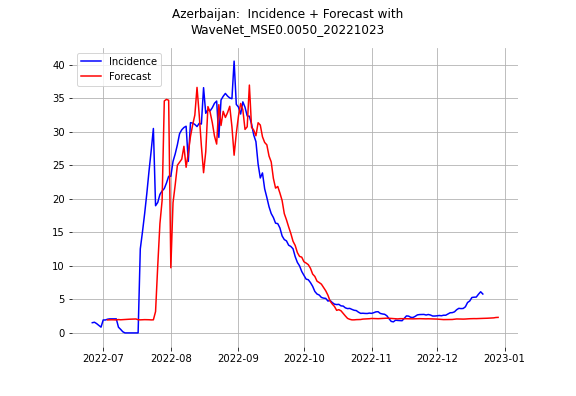 Azerbaijan:  Incidence + Forecast with
WaveNet_MSE0.0050_20221023
Incidence
Forecast
40
35
30
25
20
15
10
5
0
2022-07 2022-08 2022-09 2022-10 2022-11 2022-12 2023-01